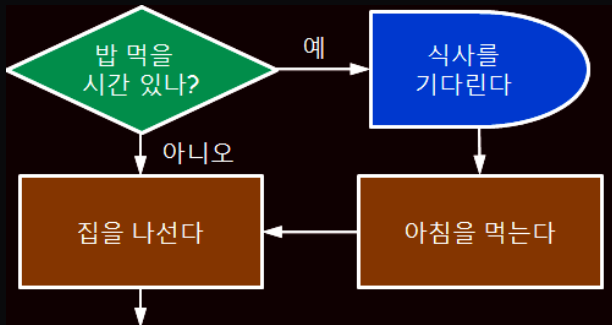 밥 먹을
시간 있나?
예
식사를
기다린다
아니오
집을 나선다
아침을 먹는다